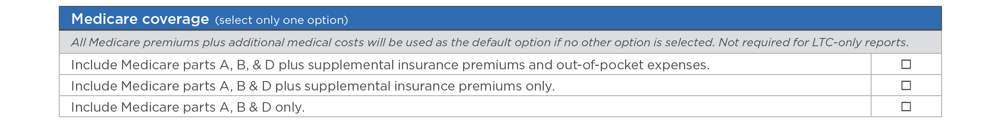 Medicare coverage (select only one option)
All Medicare premiums plus additional medical costs will be used as the default option if no other option is selected. Not required for LTC-only reports.
Include Medicare parts A, B, & D plus supplemental insurance premiums and out-of-pocket expenses.
Include Medicare parts A, B & D plus supplemental insurance premiums only.
Include Medicare parts A, B & D only.